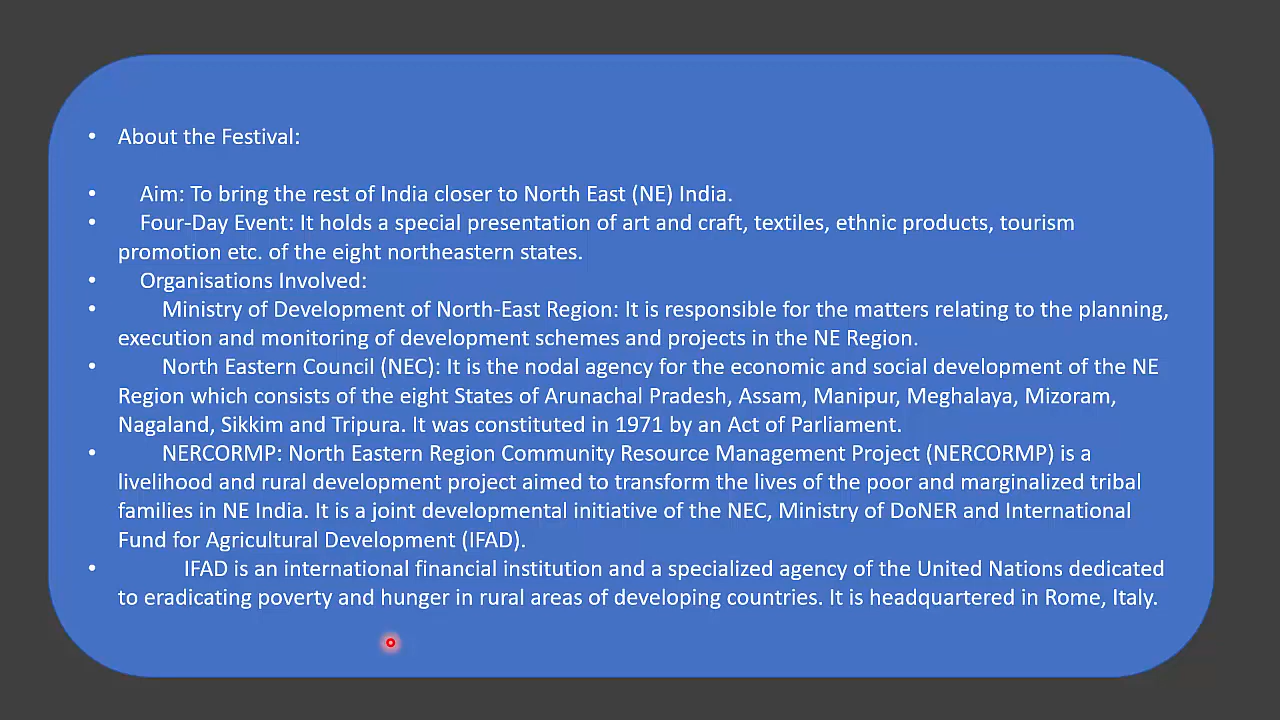 • About the Festival:
• Aim: To bring the rest of India closer to North East (NE) India.
• Four-Day Event: It holds a special presentation of art and craft, textiles, ethnic products, tourism
promotion etc. of the eight northeastern states.
• Organisations Involved:
• Ministry of Development of North-East Region: It is responsible for the matters relating to the planning,
execution and monitoring of development schemes and projects in the NE Region.
• North Eastern Council (NEC): It is the nodal agency for the economic and social development of the NE
Region which consists of the eight States of Arunachal Pradesh, Assam, Manipur, Meghalaya, Mizoram,
Nagaland, Sikkim and Tripura. It was constituted in 1971 by an Act of Parliament.
• NERCORMP: North Eastern Region Community Resource Management Project (NERCORMP) is a
livelihood and rural development project aimed to transform the lives of the poor and marginalized tribal
families in NE India. It is a joint developmental initiative of the NEC, Ministry of DoNER and International
Fund for Agricultural Development (IFAD).
• IFAD is an international financial institution and a specialized agency of the United Nations dedicated
to eradicating poverty and hunger in rural areas of developing countries. It is headquartered in Rome, Italy.